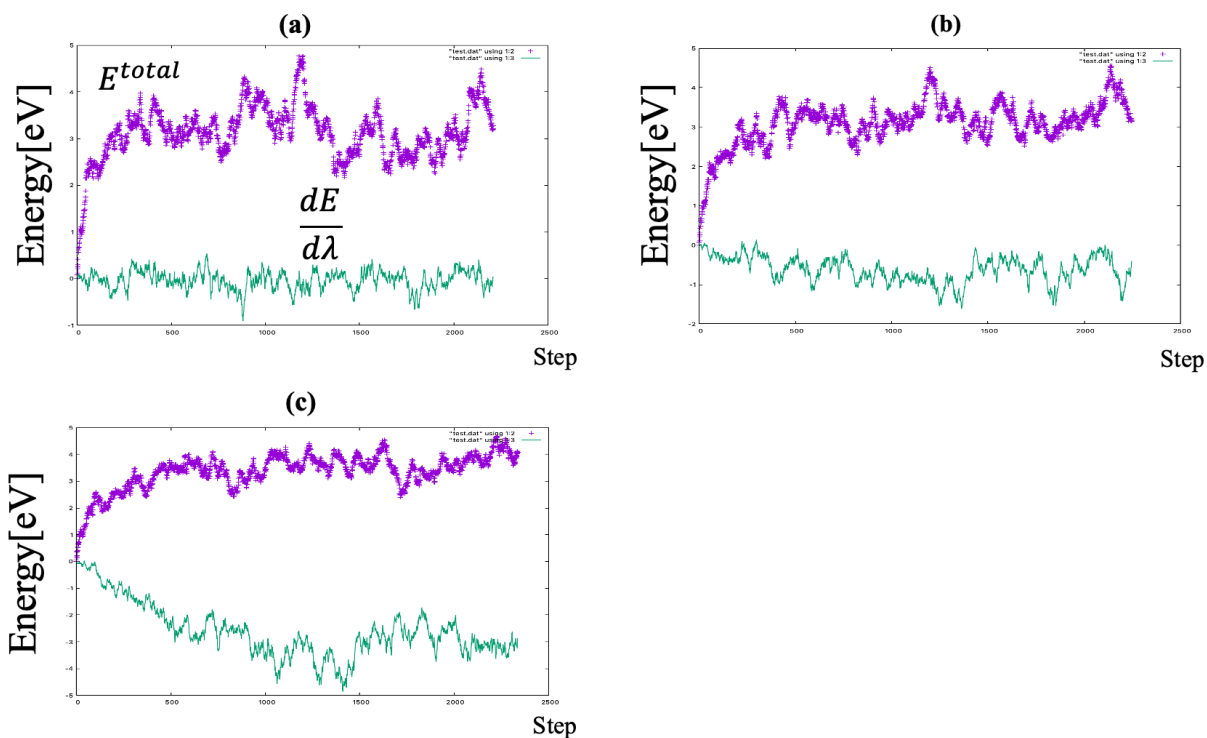 (a)
"test.dat" using 1:2
"test.dat" using 1:3
E^total
dE
dλ
Energy[eV]
5
4
3
2
1
0
-1
0
500
1000
1500
2000
2500
Step
(b)
"test.dat" using 1:2
"test.dat" using 1:3
Energy[eV]
5
4
3
2
1
0
-1
-2
0
500
1000
1500
2000
2500
Step
(c)
"test.dat" using 1:2
"test.dat" using 1:3
Energy[eV]
5
4
3
2
1
0
-1
-2
-3
-4
-5
0
500
1000
1500
2000
2500
Step